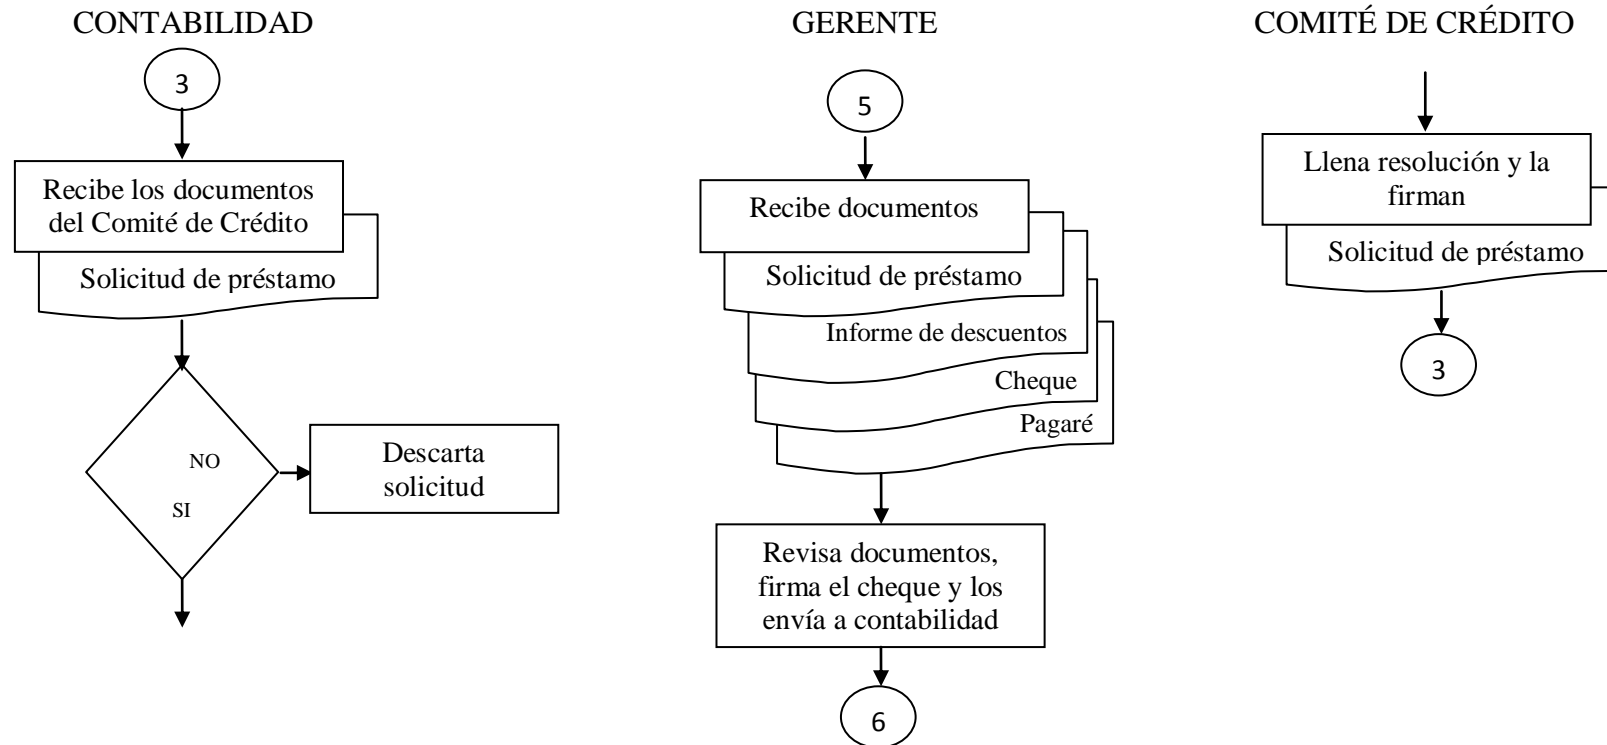 CONTABILIDAD
3
Recibe los documentos
del Comité de Crédito
Solicitud de préstamo
NO
SI
Descarta
solicitud
GERENTE
5
Recibe documentos
Solicitud de préstamo
Informe de descuentos
Cheque
Pagaré
Revisa documentos,
firma el cheque y los
envía a contabilidad
6
COMITÉ DE CRÉDITO
Llena resolución y la
firman
Solicitud de préstamo
3